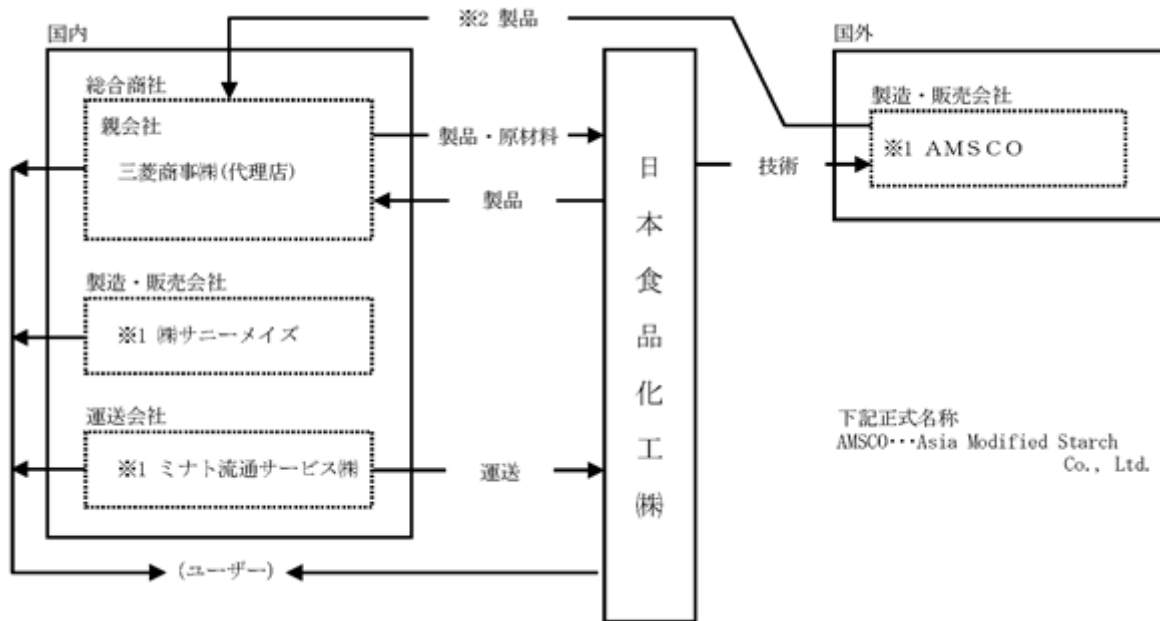 ※2 製品
国内
国外
総合商社
親会社
三菱商事㈱(代理店)
製品・原材料
製品
製造・販売会社
※1 AMSCO
技術
日本食品化工㈱
製造・販売会社
※1 ㈱サニーメイズ
運送会社
※1 ミナト流通サービス㈱
運送
(ユーザー)
下記正式名称
AMSCO･･･Asia Modified Starch
Co., Ltd.